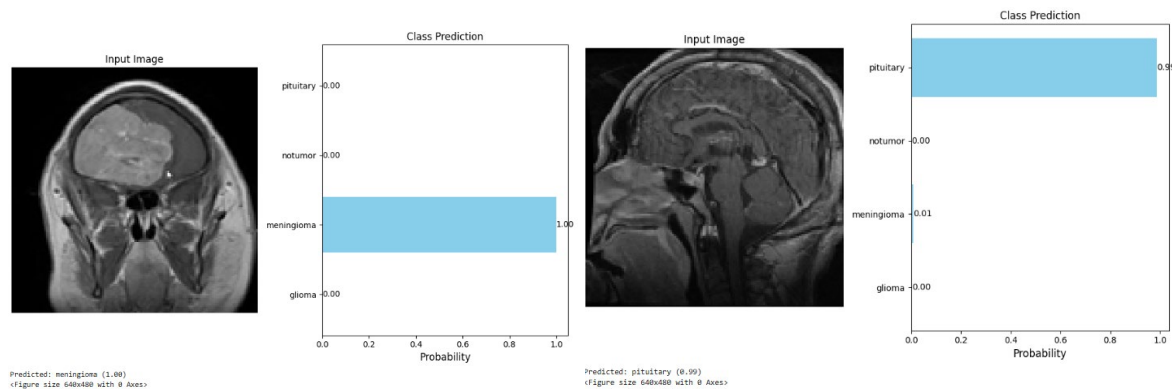 Input Image
Class Prediction
pituitary
0.00
notumor
0.00
meningioma
1.00
glioma
0.00
0.0 0.2 0.4 0.6 0.8 1.0
Probability
Predicted: meningioma (1.00)
<Figure size 640x480 with 0 Axes>
Input Image
Class Prediction
pituitary
0.99
notumor
0.00
meningioma
0.01
glioma
0.00
0.0 0.2 0.4 0.6 0.8 1.0
Probability
Predicted: pituitary (0.99)
<Figure size 640x480 with 0 Axes>